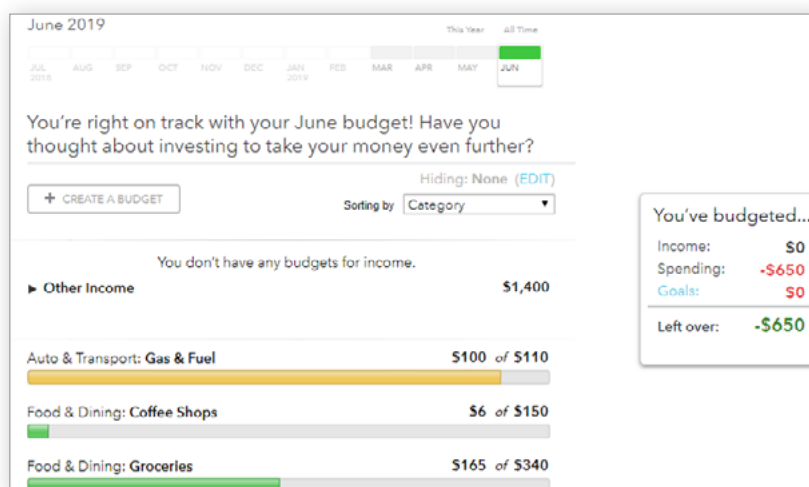 June 2019
This Year All Time
JUL AUG SEP OCT NOV DEC JAN FEB MAR APR MAY JUN
2018 2019
You're right on track with your June budget! Have you
thought about investing to take your money even further?
Hiding: None (EDIT)
+ CREATE A BUDGET
Sorting by Category
You don't have any budgets for income.
Other Income $1,400
Auto & Transport: Gas & Fuel $100 of $110
Food & Dining: Coffee Shops $6 of $150
Food & Dining: Groceries $165 of $340
You've budgeted...
Income: $0
Spending: -$650
Goals: $0
Left over: -$650